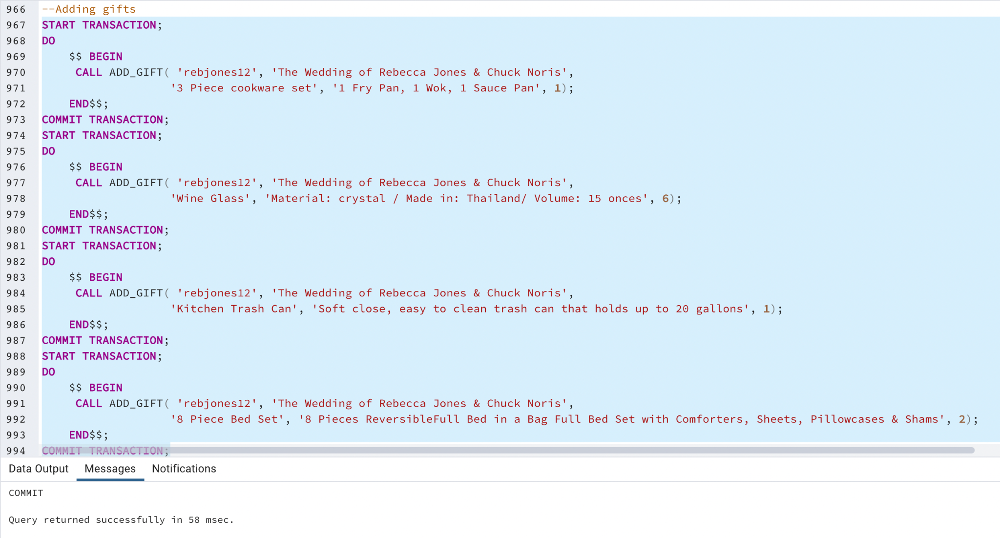 966 --Adding gifts
967 START TRANSACTION;
968 DO
969 $$ BEGIN
970 CALL ADD_GIFT( 'rebjones12', 'The Wedding of Rebecca Jones & Chuck Noris',
971 '3 Piece cookware set', '1 Fry Pan, 1 Wok, 1 Sauce Pan', 1);
972 END$$;
973 COMMIT TRANSACTION;
974 START TRANSACTION;
975 DO
976 $$ BEGIN
977 CALL ADD_GIFT( 'rebjones12', 'The Wedding of Rebecca Jones & Chuck Noris',
978 'Wine Glass', 'Material: crystal / Made in: Thailand/ Volume: 15 onces', 6);
979 END$$;
980 COMMIT TRANSACTION;
981 START TRANSACTION;
982 DO
983 $$ BEGIN
984 CALL ADD_GIFT( 'rebjones12', 'The Wedding of Rebecca Jones & Chuck Noris',
985 'Kitchen Trash Can', 'Soft close, easy to clean trash can that holds up to 20 gallons', 1);
986 END$$;
987 COMMIT TRANSACTION;
988 START TRANSACTION;
989 DO
990 $$ BEGIN
991 CALL ADD_GIFT( 'rebjones12', 'The Wedding of Rebecca Jones & Chuck Noris',
992 '8 Piece Bed Set', '8 Pieces ReversibleFull Bed in a Bag Full Bed Set with Comforters, Sheets, Pillowcases & Shams', 2);
993 END$$;
994 COMMIT TRANSACTION;
Data Output Messages Notifications
COMMIT
Query returned successfully in 58 msec.